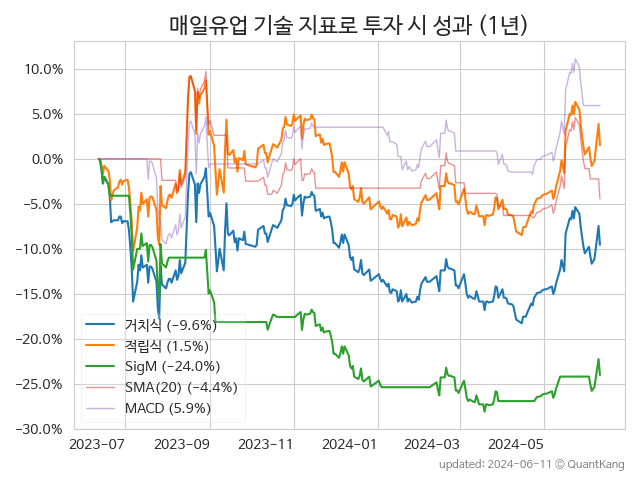 매일유업 기술 지표로 투자 시 성과 (1년)
10.0%
5.0%
0.0%
−5.0%
−10.0%
−15.0%
−20.0%
−25.0%
−30.0%
거치식 (−9.6%)
적립식 (1.5%)
SigM (−24.0%)
SMA(20) (−4.4%)
MACD (5.9%)
2023-07 2023-09 2023-11 2024-01 2024-03 2024-05
updated: 2024-06-11 © QuantKang